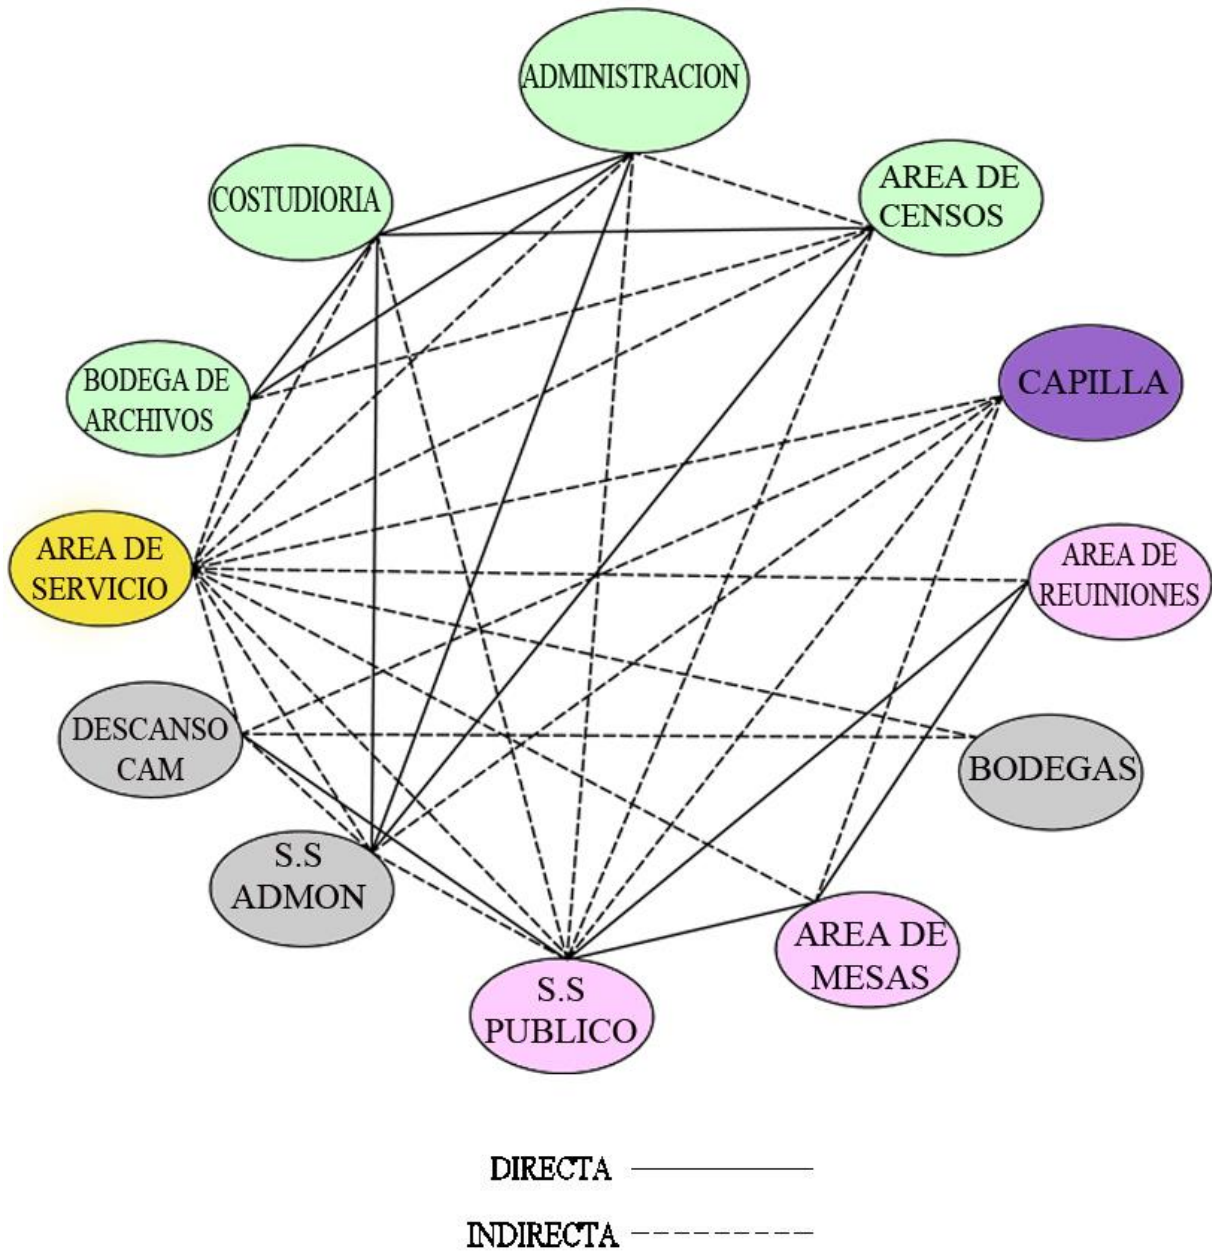 ADMINISTRACION
COSTUDIORIA
AREA DE
CENSOS
BODEGA DE
ARCHIVOS
CAPILLA
AREA DE
SERVICIO
AREA DE
REUINIONES
DESCANSO
CAM
BODEGAS
S.S
ADMON
AREA DE
MESAS
S.S
PUBLICO
DIRECTA
INDIRECTA